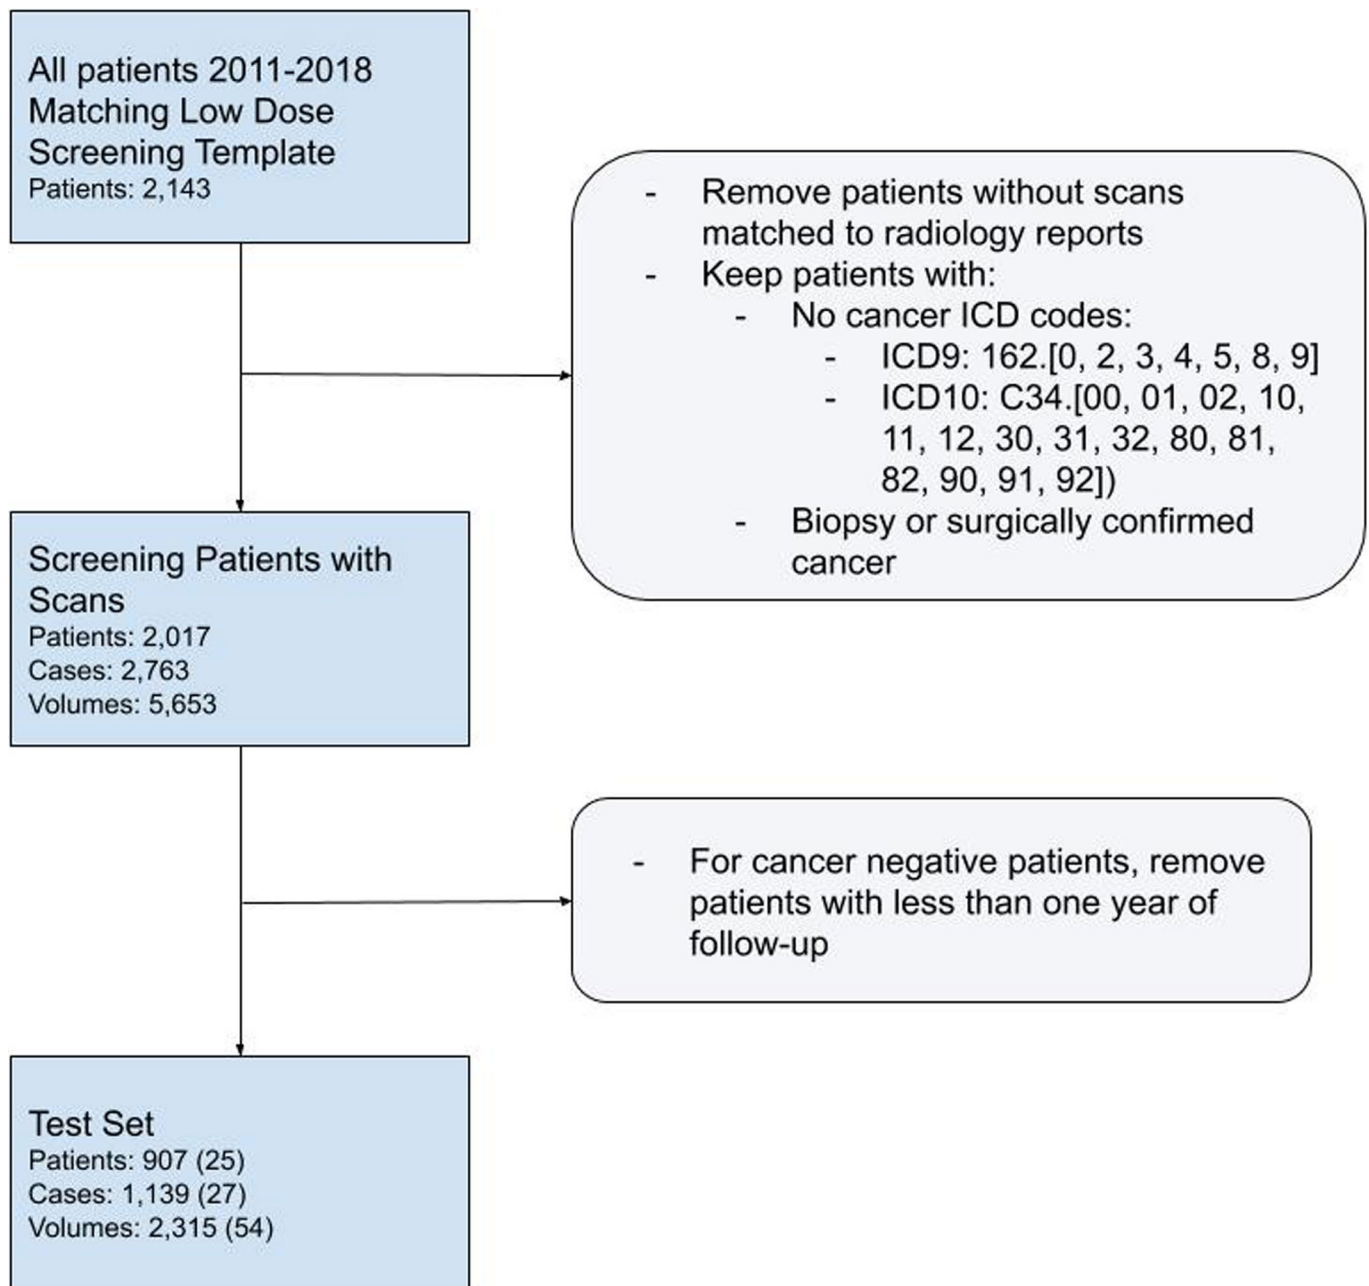 All patients 2011-2018
Matching Low Dose
Screening Template
Patients: 2,143
- Remove patients without scans
matched to radiology reports
- Keep patients with:
- No cancer ICD codes:
- ICD9: 162.[0, 2, 3, 4, 5, 8, 9]
- ICD10: C34.[00, 01, 02, 10,
11, 12, 30, 31, 32, 80, 81,
82, 90, 91, 92])
- Biopsy or surgically confirmed
cancer
Screening Patients with
Scans
Patients: 2,017
Cases: 2,763
Volumes: 5,653
- For cancer negative patients, remove
patients with less than one year of
follow-up
Test Set
Patients: 907 (25)
Cases: 1,139 (27)
Volumes: 2,315 (54)